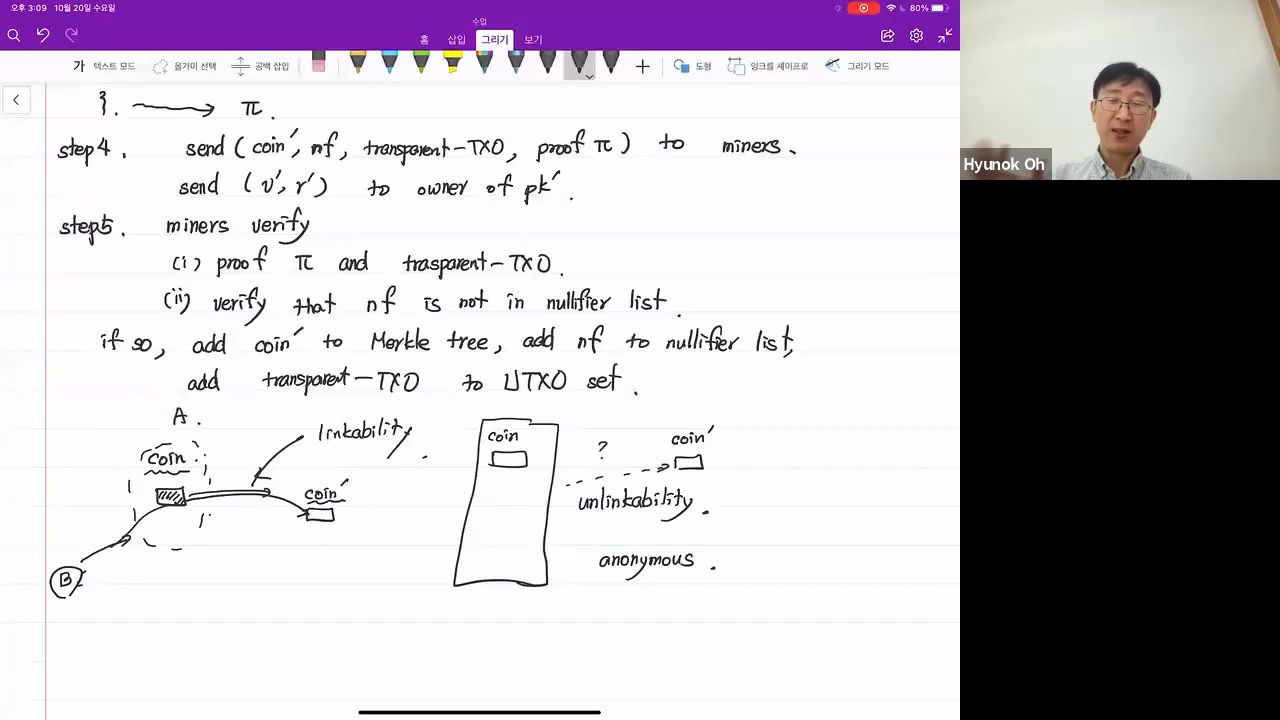 오후 3:09 10월 20일 수요일
80%
수업
홈 삽입 그리기 보기
가 텍스트 모드 올가미 선택 공백 삽입 도형 잉크를 셰이프로 그리기 모드
}. → π.
step4. send (coin′, nf, transparent-TXO, proof π) to miners.
send (v′, r′) to owner of pk′.
step5. miners verify
(i) proof π and trasparent-TXO.
(ii) verify that nf is not in nullifier list.
if so, add coin′ to Merkle tree, add nf to nullifier list,
add transparent-TXO to UTXO set.
A.
linkability.
coin
coin′
B
coin
?
coin′
unlinkability.
anonymous.
Hyunok Oh